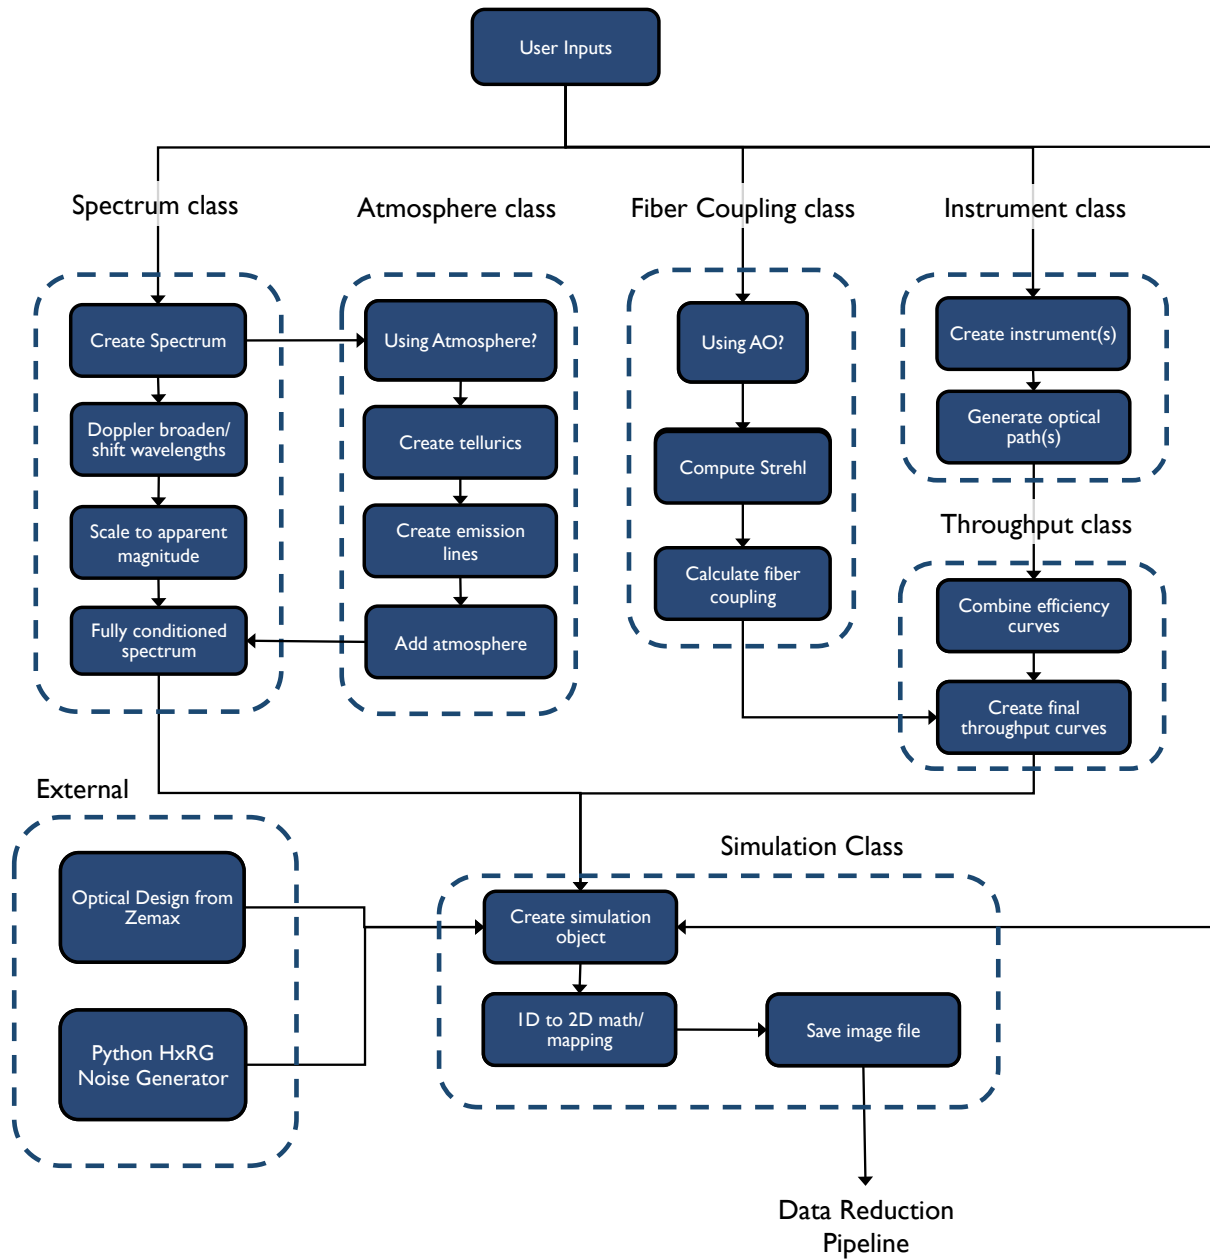 User Inputs
Spectrum class
Atmosphere class
Fiber Coupling class
Instrument class
Create Spectrum
Doppler broaden/
shift wavelengths
Scale to apparent
magnitude
Fully conditioned
spectrum
Using Atmosphere?
Create tellurics
Create emission
lines
Add atmosphere
Using AO?
Compute Strehl
Calculate fiber
coupling
Create instrument(s)
Generate optical
path(s)
Throughput class
Combine efficiency
curves
Create final
throughput curves
External
Optical Design from
Zemax
Python HxRG
Noise Generator
Simulation Class
Create simulation
object
1D to 2D math/
mapping
Save image file
Data Reduction
Pipeline